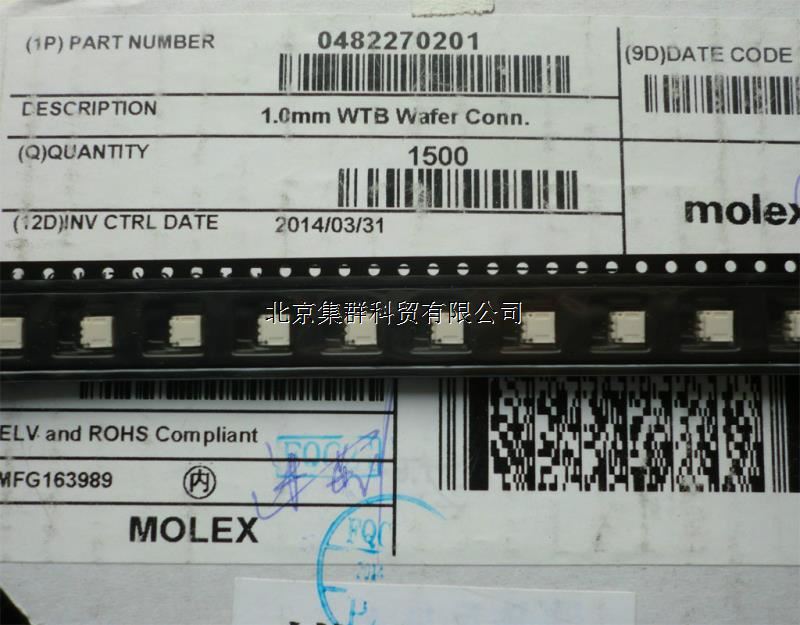 (1P) PART NUMBER
0482270201
(9D)DATE CODE
DESCRIPTION
1.0mm WTB Wafer Conn.
(Q)QUANTITY
1500
molex
(12D)INV CTRL DATE
2014/03/31
北京集群科贸有限公司
ELV and ROHS Compliant
MFG163989
内
MOLEX
FQC